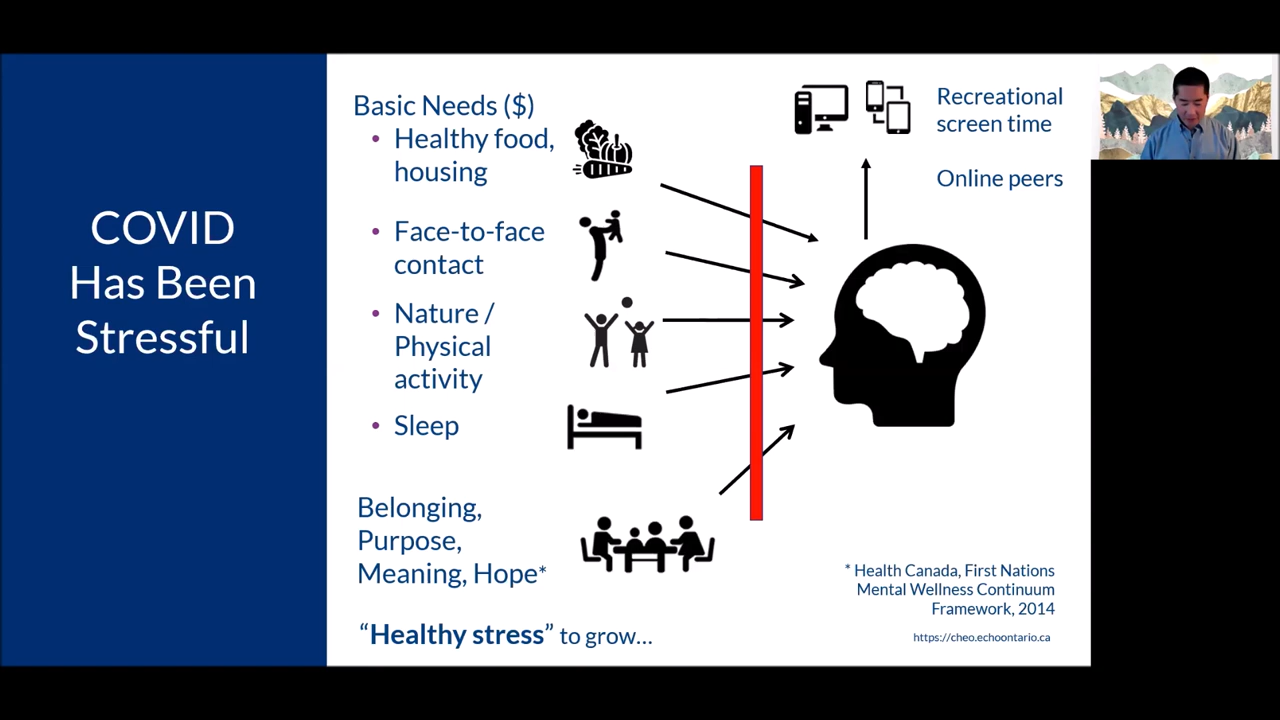 COVID
Has Been
Stressful
Basic Needs ($)
• Healthy food,
housing
• Face-to-face
contact
• Nature /
Physical
activity
• Sleep
Belonging,
Purpose,
Meaning, Hope*
“Healthy stress” to grow...
Recreational
screen time
Online peers
* Health Canada, First Nations
Mental Wellness Continuum
Framework, 2014
https://cheo.echoontario.ca